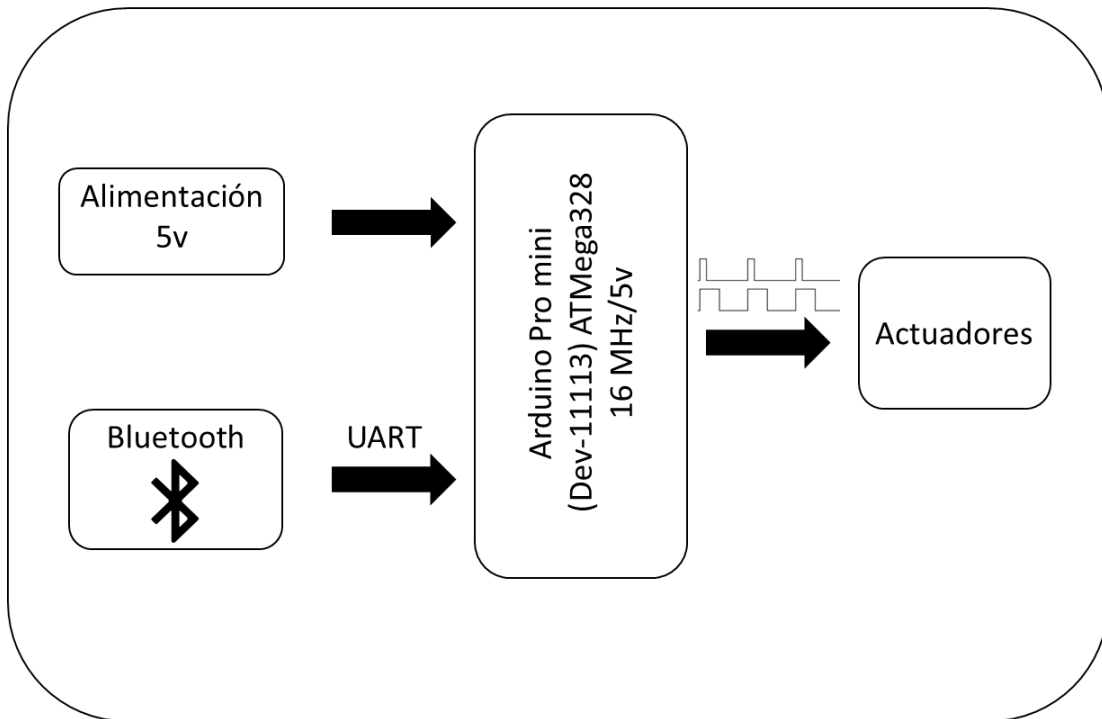 Alimentación
5v
Bluetooth
UART
Arduino Pro mini
(Dev-11113) ATMega328
16 MHz/5v
Actuadores